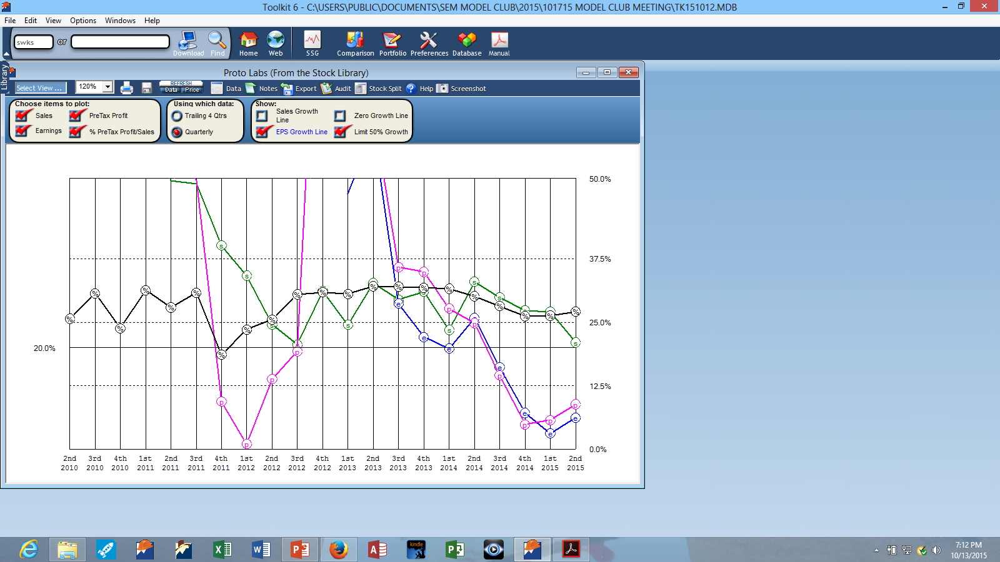 Toolkit 6 - C:\USERS\PUBLIC\DOCUMENTS\SEM MODEL CLUB\2015\101715 MODEL CLUB MEETING\TK151012.MDB
File Edit View Options Windows Help
swks or
Download Find Home Web SSG Comparison Portfolio Preferences Database Manual
Library
Proto Labs (From the Stock Library)
Select View ... 120% REFRESH Data Price Data Notes Export Audit Stock Split Help Screenshot
Choose items to plot: Using which data: Show:
Sales PreTax Profit Trailing 4 Qtrs Sales Growth Line Zero Growth Line
Earnings % PreTax Profit/Sales Quarterly EPS Growth Line Limit 50% Growth
50.0%
37.5%
25.0%
20.0%
12.5%
0.0%
2nd 3rd 4th 1st 2nd 3rd 4th 1st 2nd 3rd 4th 1st 2nd 3rd 4th 1st 2nd 3rd 4th 1st 2nd
2010 2010 2010 2011 2011 2011 2011 2012 2012 2012 2012 2013 2013 2013 2013 2014 2014 2014 2014 2015 2015
kindle
7:12 PM
10/13/2015